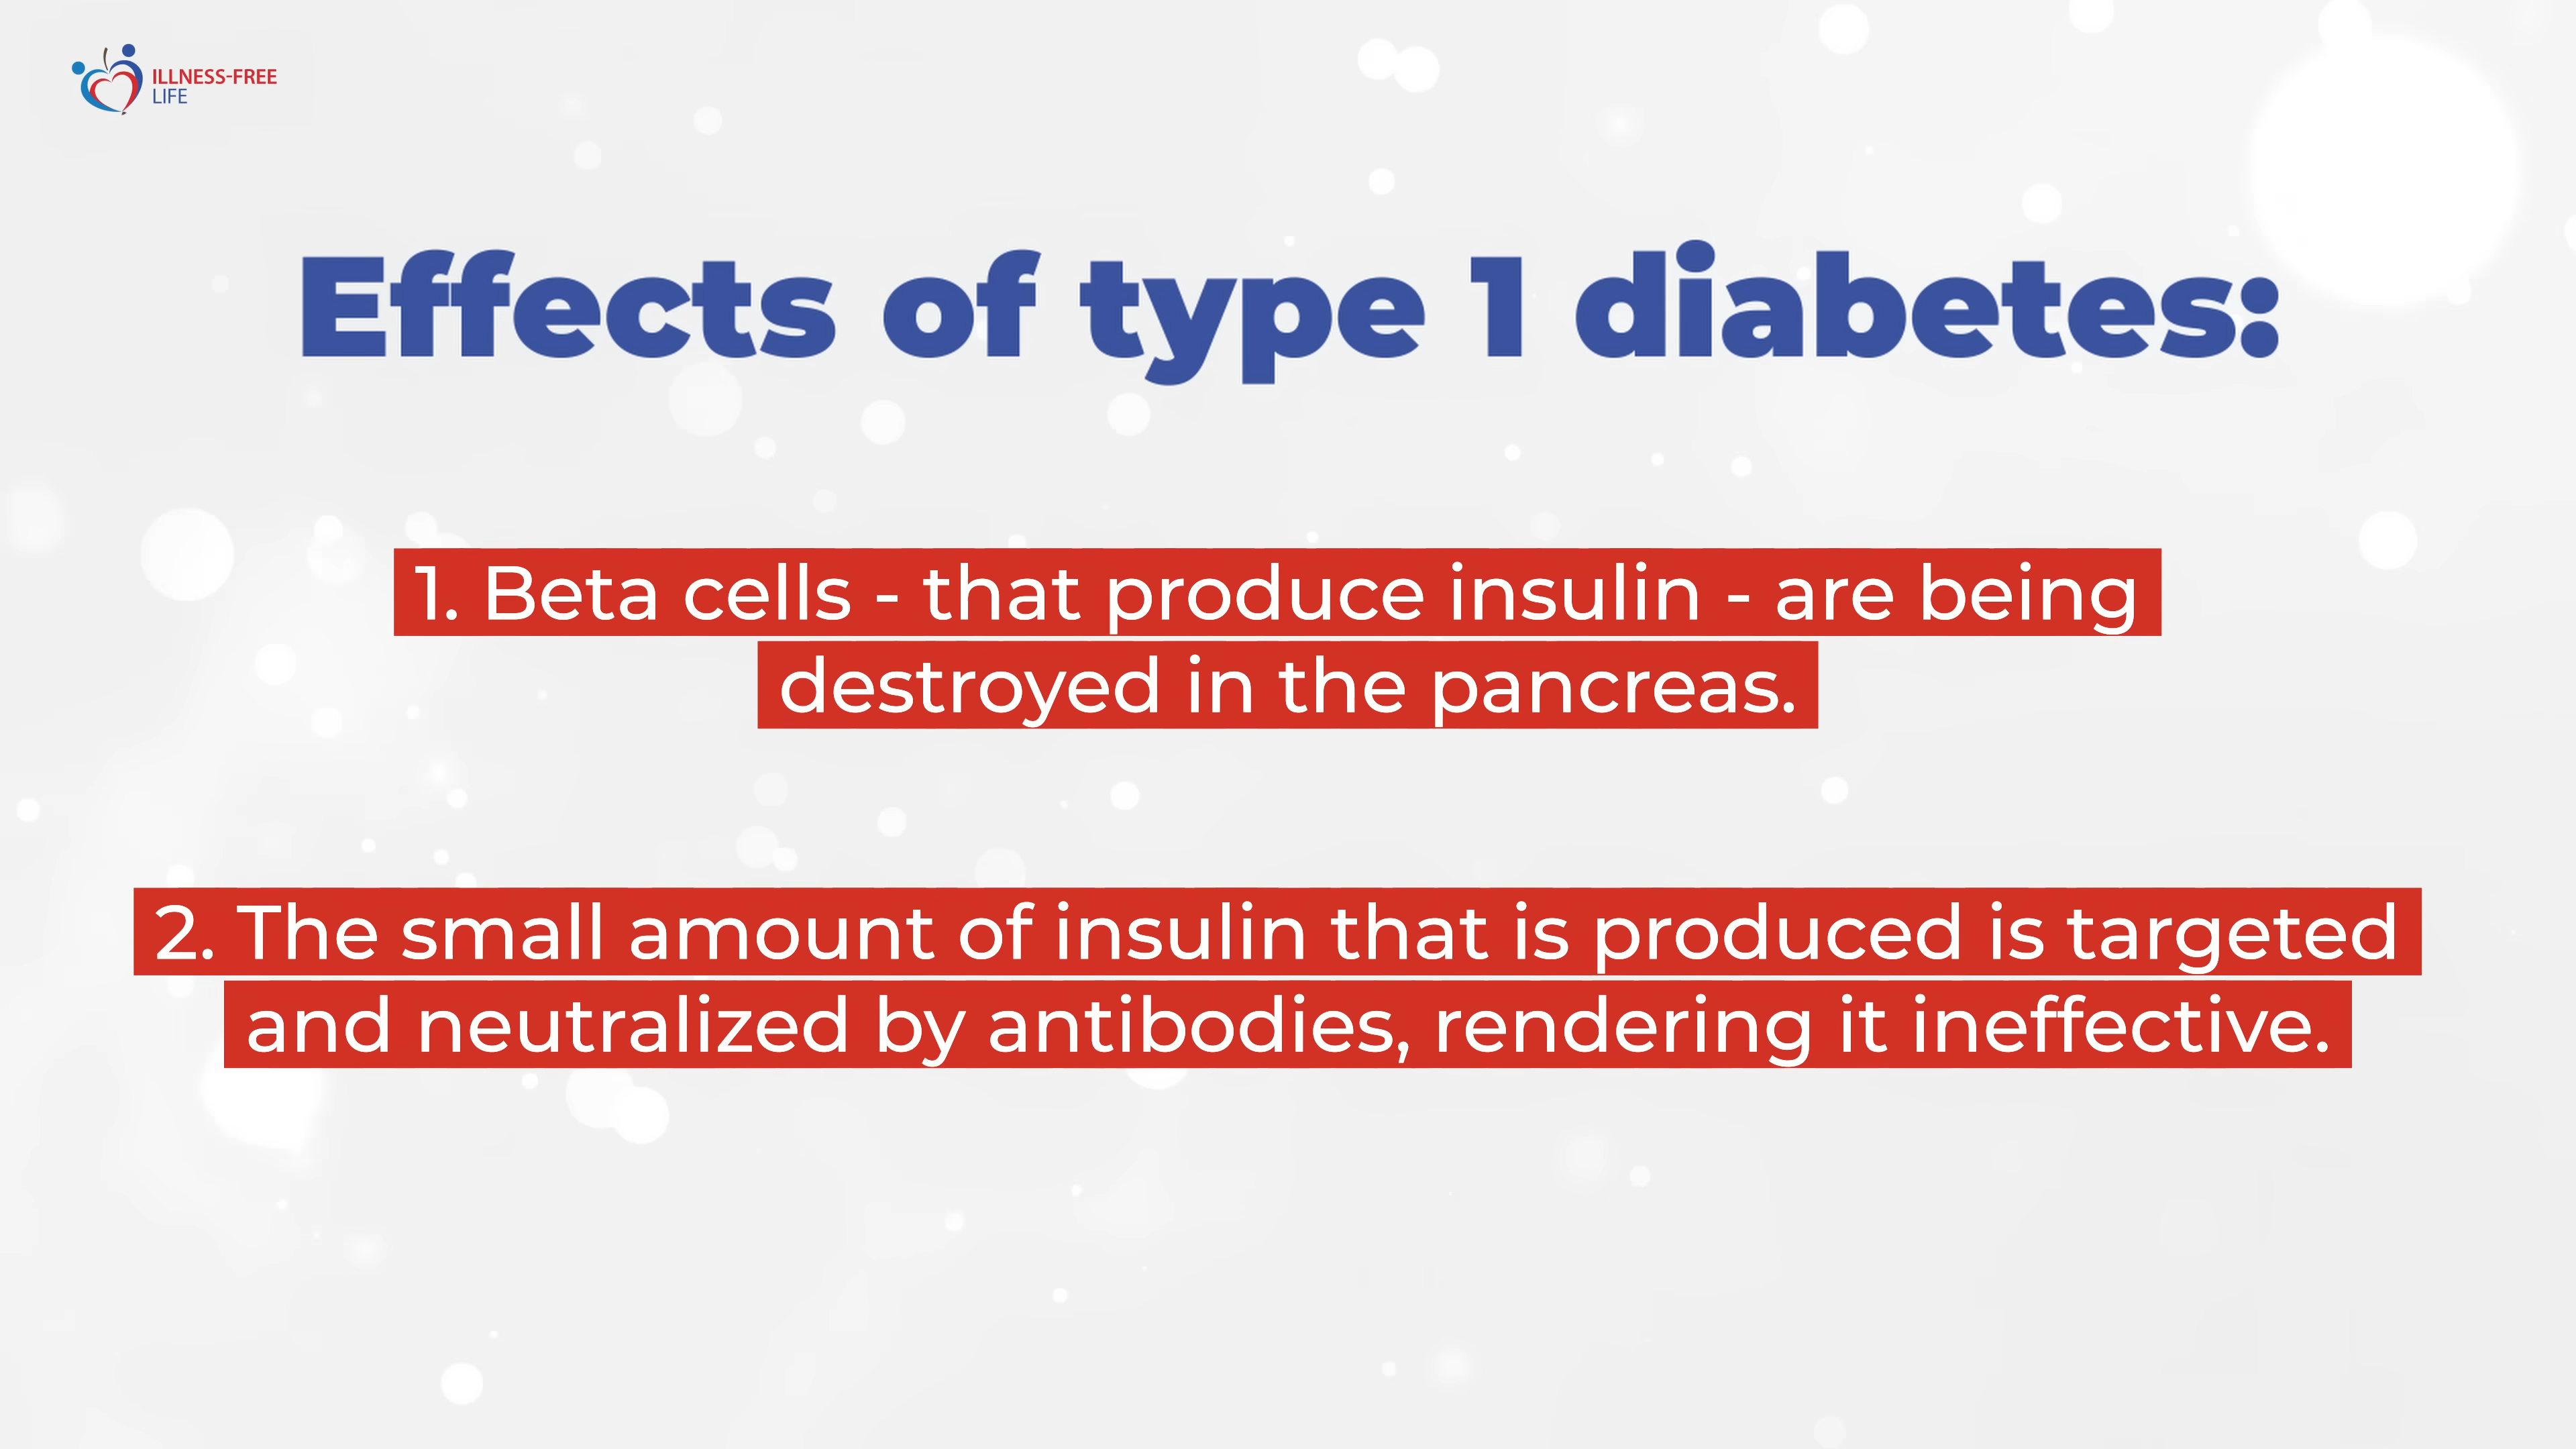 ILLNESS-FREE
LIFE
Effects of type 1 diabetes:
1. Beta cells - that produce insulin - are being
destroyed in the pancreas.
2. The small amount of insulin that is produced is targeted
and neutralized by antibodies, rendering it ineffective.